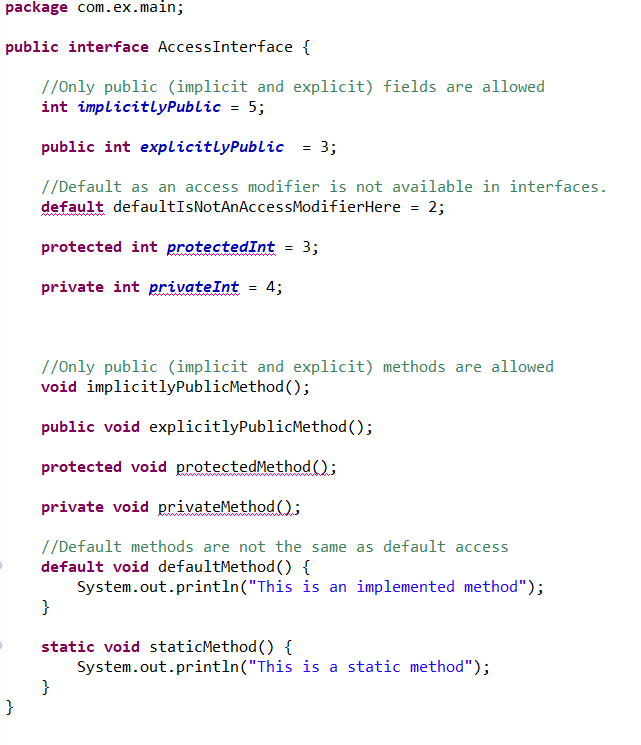 package com.ex.main;
public interface AccessInterface {
//Only public (implicit and explicit) fields are allowed
int implicitlyPublic = 5;
public int explicitlyPublic  = 3;
//Default as an access modifier is not available in interfaces.
default defaultIsNotAnAccessModifierHere = 2;
protected int protectedInt = 3;
private int privateInt = 4;
//Only public (implicit and explicit) methods are allowed
void implicitlyPublicMethod();
public void explicitlyPublicMethod();
protected void protectedMethod();
private void privateMethod();
//Default methods are not the same as default access
default void defaultMethod() {
System.out.println("This is an implemented method");
}
static void staticMethod() {
System.out.println("This is a static method");
}
}